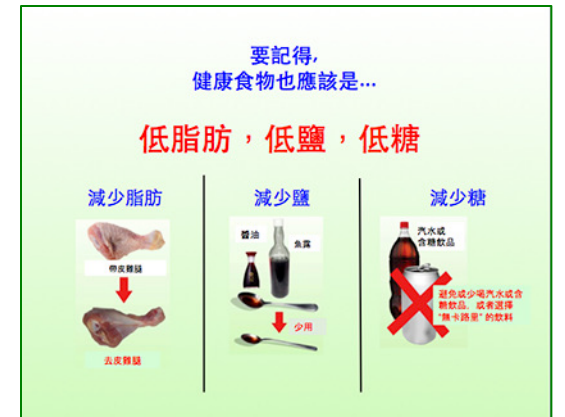 要記得,
健康食物也應該是...
低脂肪，低鹽，低糖
減少脂肪
帶皮雞腿
去皮雞腿
減少鹽
醬油
魚露
少用
減少糖
汽水或
含糖飲品
避免或少喝汽水或含
糖飲品，或者選擇
"無卡路里" 的飲料